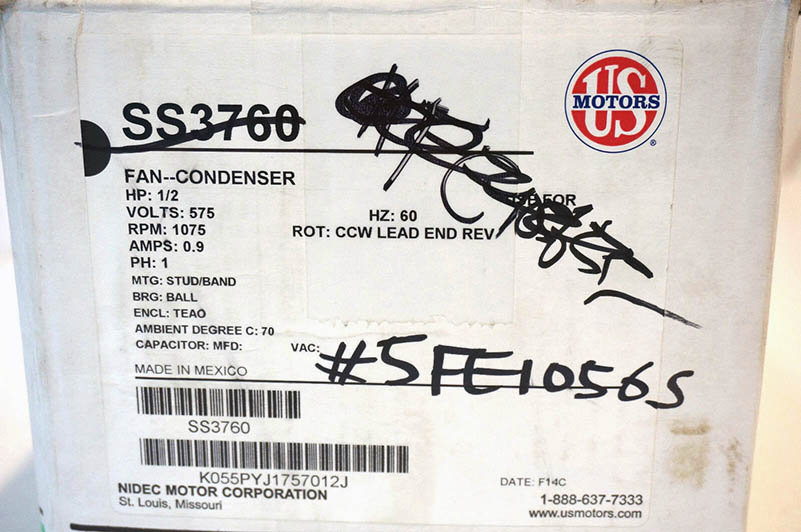 SS3760
US
MOTORS
®
FAN--CONDENSER
HP: 1/2
VOLTS: 575
HZ: 60
RPM: 1075
ROT: CCW LEAD END REV
AMPS: 0.9
PH: 1
MTG: STUD/BAND
BRG: BALL
ENCL: TEAO
AMBIENT DEGREE C: 70
CAPACITOR: MFD: VAC:
#5FE1056S
MADE IN MEXICO
SS3760
K055PYJ1757012J
NIDEC MOTOR CORPORATION
St. Louis, Missouri
DATE: F14C
1-888-637-7333
www.usmotors.com